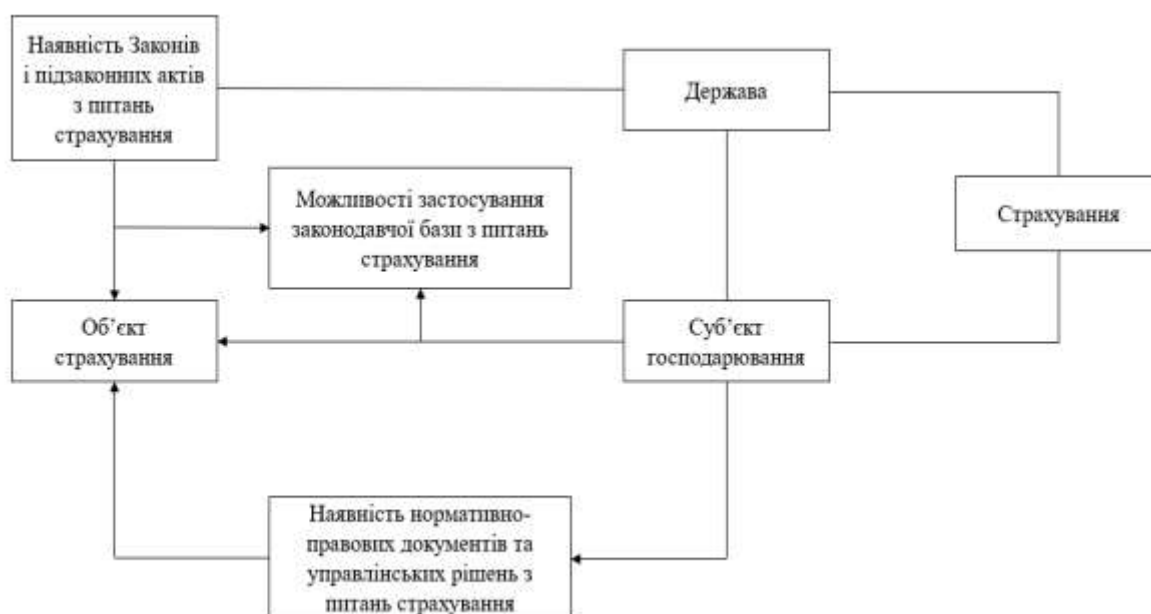 Наявність Законів
і підзаконних актів
з питань
страхування
Держава
Можливості застосування
законодавчої бази з питань
страхування
Страхування
Об’єкт
страхування
Суб’єкт
господарювання
Наявність нормативно-
правових документів та
управлінських рішень з
питань страхування